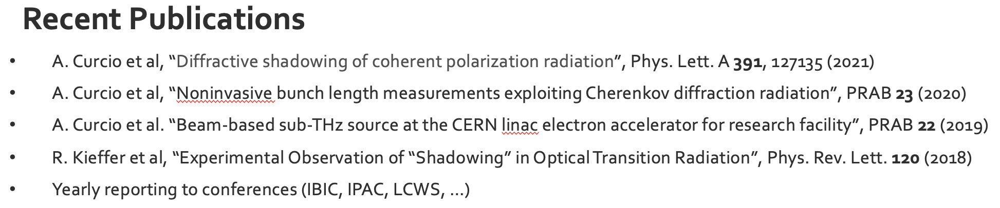 Recent Publications
• A. Curcio et al, “Diffractive shadowing of coherent polarization radiation”, Phys. Lett. A 391, 127135 (2021)
• A. Curcio et al, “Noninvasive bunch length measurements exploiting Cherenkov diffraction radiation”, PRAB 23 (2020)
• A. Curcio et al. “Beam-based sub-THz source at the CERN linac electron accelerator for research facility”, PRAB 22 (2019)
• R. Kieffer et al, “Experimental Observation of “Shadowing” in Optical Transition Radiation”, Phys. Rev. Lett. 120 (2018)
• Yearly reporting to conferences (IBIC, IPAC, LCWS, ...)